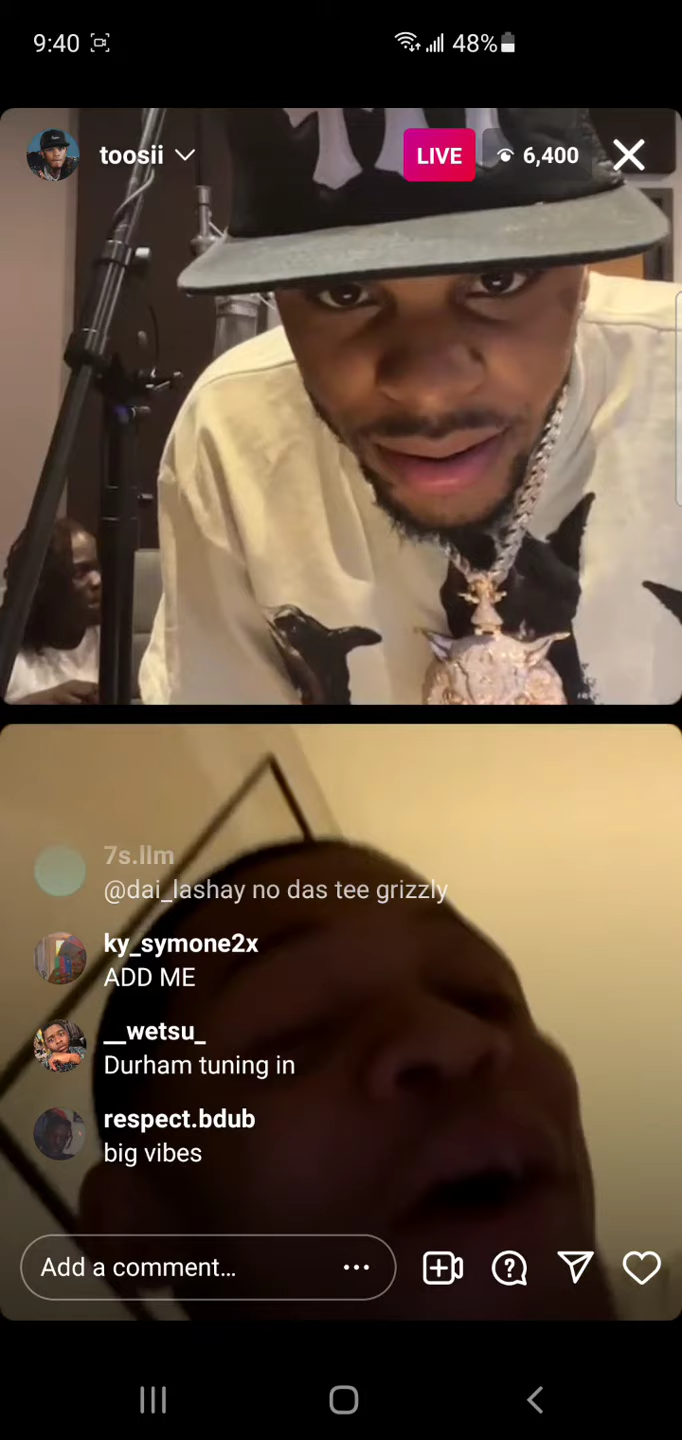 9:40
48%
toosii
LIVE
6,400
7s.llm
@dai_lashay no das tee grizzly
ky_symone2x
ADD ME
__wetsu_
Durham tuning in
respect.bdub
big vibes
Add a comment...